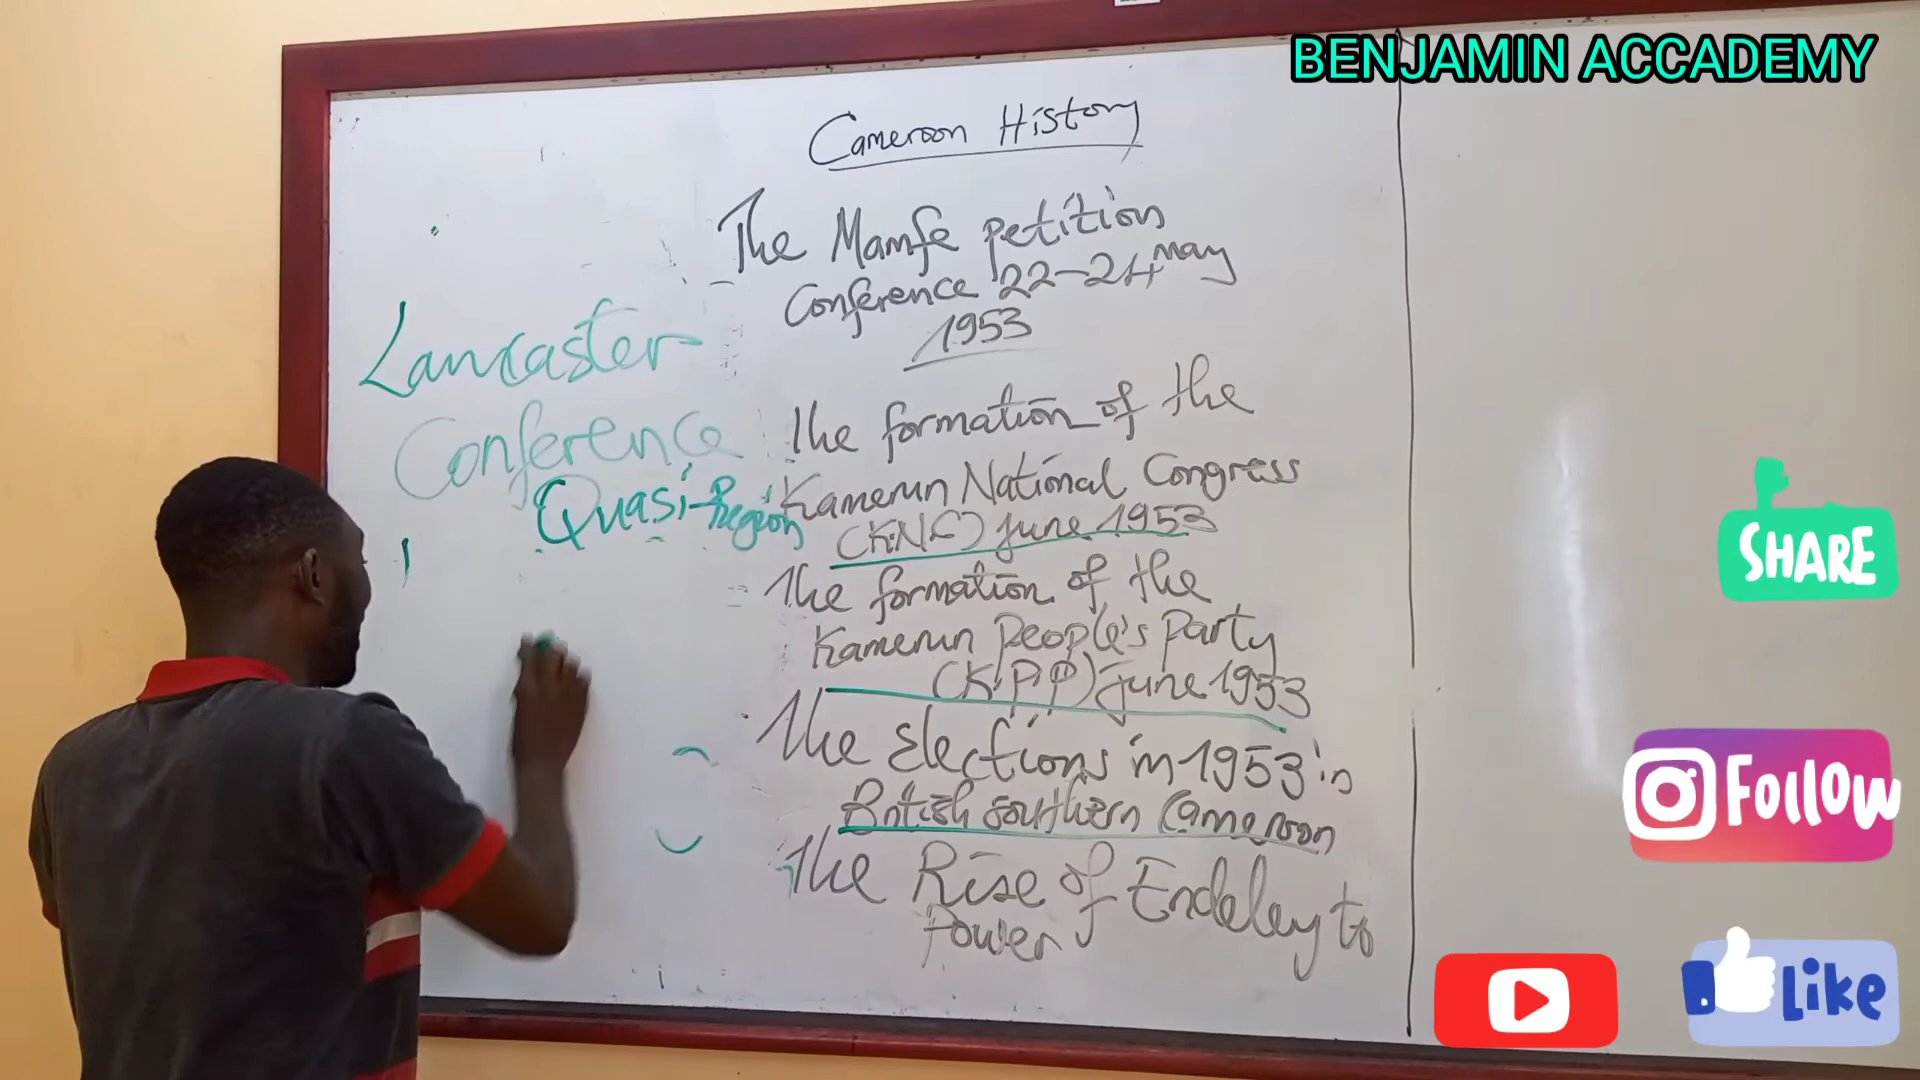 BENJAMIN ACCADEMY
Cameroon History
The Mamfe petition
Conference 22-24 may
1953
Lancaster
Conference
Quasi-Region
The formation of the
Kamerun National Congress
(KNC) June 1953
The formation of the
Kamerun People's Party
(KPP) June 1953
The Elections in 1953 in
British southern Cameroon
The Rise of Endeley to
Power
SHARE
Follow
Like